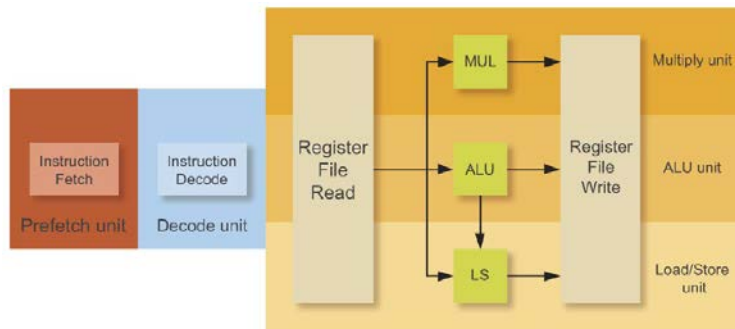 Instruction
Fetch
Prefetch unit
Instruction
Decode
Decode unit
Register
File
Read
MUL
ALU
LS
Register
File
Write
Multiply unit
ALU unit
Load/Store
unit